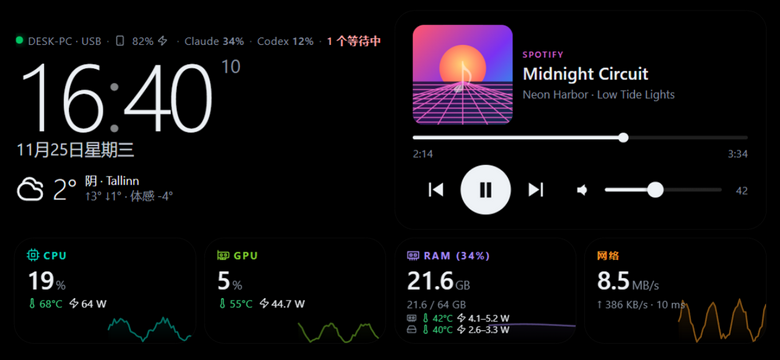 DESK-PC · USB · 82% · Claude 34% · Codex 12% · 1 个等待中
16:40 10
11月25日星期三
2° 阴 · Tallinn
↑3° ↓1° · 体感 -4°
SPOTIFY
Midnight Circuit
Neon Harbor · Low Tide Lights
2:14 3:34
42
CPU
19%
68°C 64 W
GPU
5%
55°C 44.7 W
RAM (34%)
21.6 GB
21.6 / 64 GB
42°C 4.1–5.2 W
40°C 2.6–3.3 W
网络
8.5 MB/s
↑ 386 KB/s · 10 ms